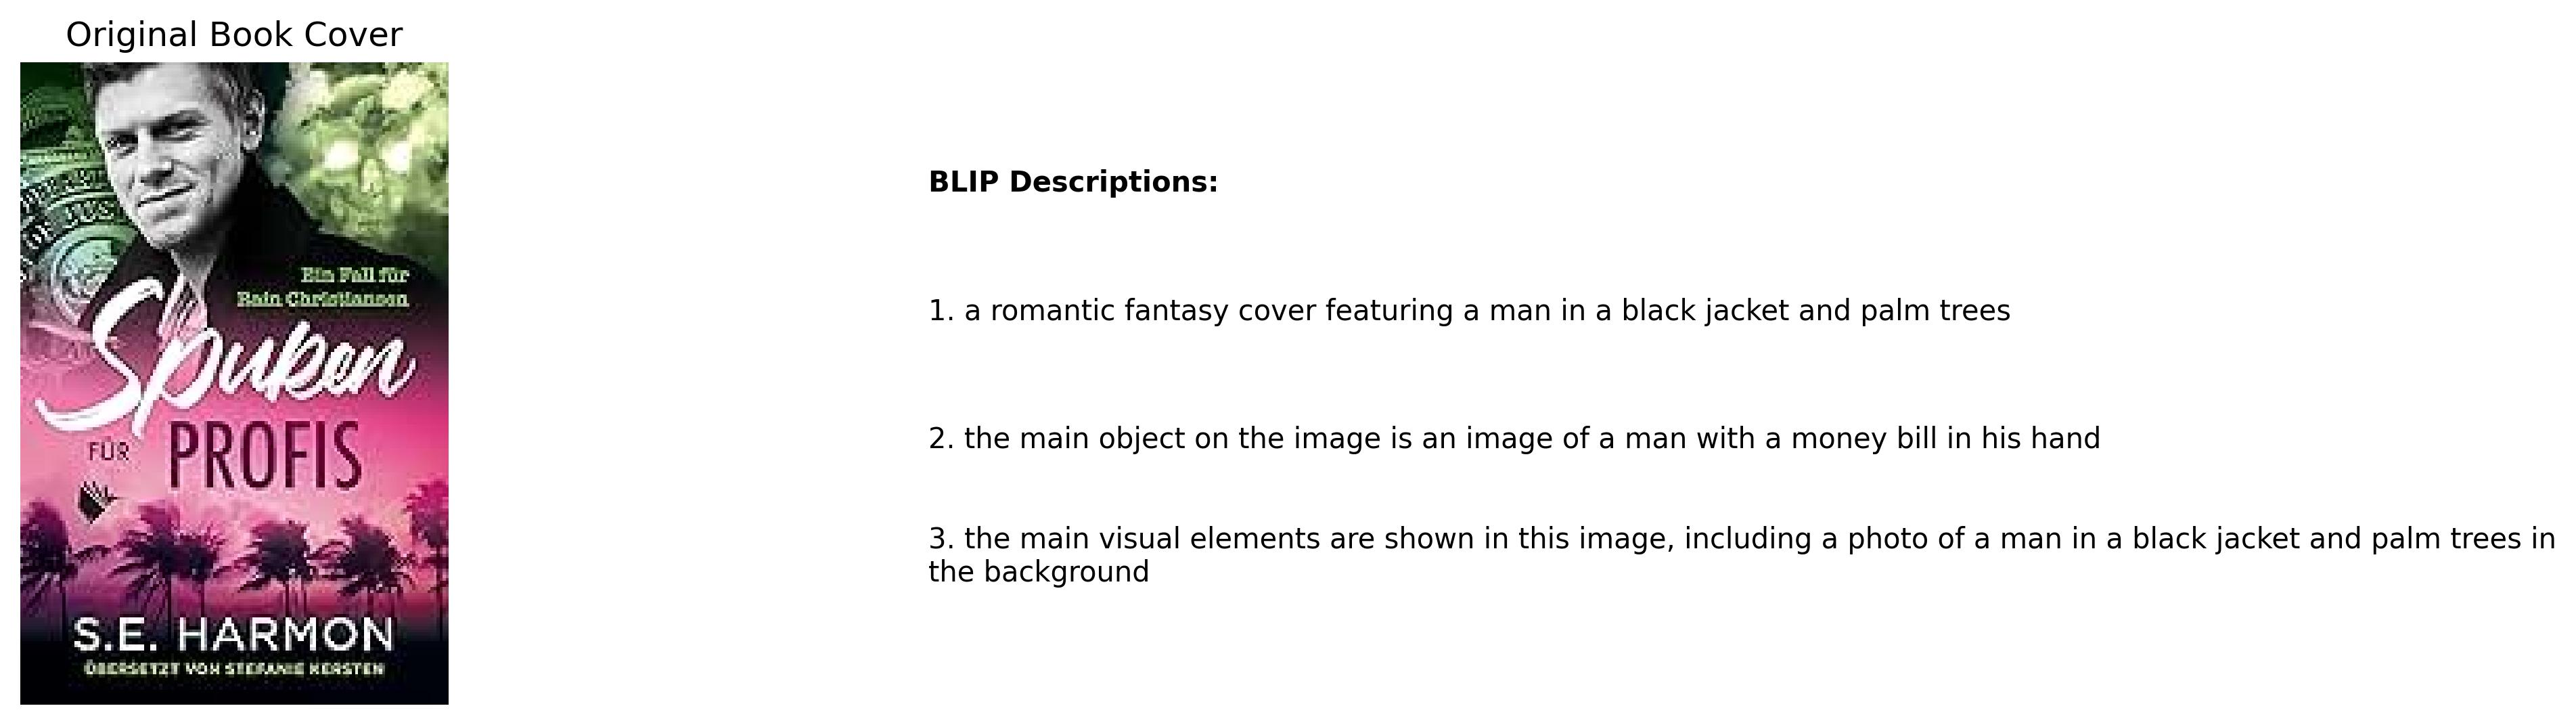 Original Book Cover
OF JUS
Ein Fall für
Rain Christiansen
Spuken
FÜR PROFIS
S.E. HARMON
ÜBERSETZT VON STEFANIE KERSTEN
BLIP Descriptions:
1. a romantic fantasy cover featuring a man in a black jacket and palm trees
2. the main object on the image is an image of a man with a money bill in his hand
3. the main visual elements are shown in this image, including a photo of a man in a black jacket and palm trees in
the background